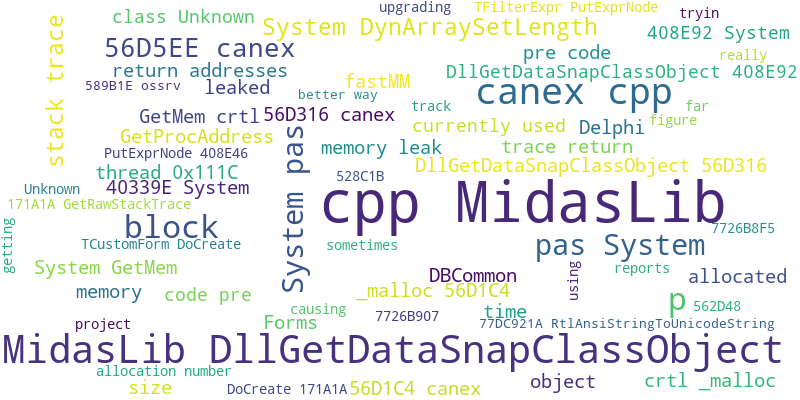 upgrading
TFilterExpr PutExprNode
class Unknown
tryin
System DynArraySetLength
408E92 System
56D5EE canex
pre code
really
stack trace
return addresses
DllGetDataSnapClassObject 408E92
589B1E ossrv
leaked
fastMM
canex cpp
better way
GetMem crtl
56D316 canex
track
far
figure
GetProcAddress
currently used
Delphi
PutExprNode 408E46
System pas
memory leak
trace return
DllGetDataSnapClassObject 56D316
thread 0x111C
528C1B
Unknown
40339E System
cpp MidasLib
171A1A GetRawStackTrace
block
7726B8F5
getting
TCustomForm DoCreate
sometimes
pas System
System GetMem
DBCommon
using
reports
allocated
memory
code pre
_malloc 56D1C4
p
562D48
causing
time
project
Forms
7726B907
77DC921A RtlAnsiStringToUnicodeString
MidasLib DllGetDataSnapClassObject
allocation number
size
DoCreate 171A1A
56D1C4 canex
object
crtl _malloc